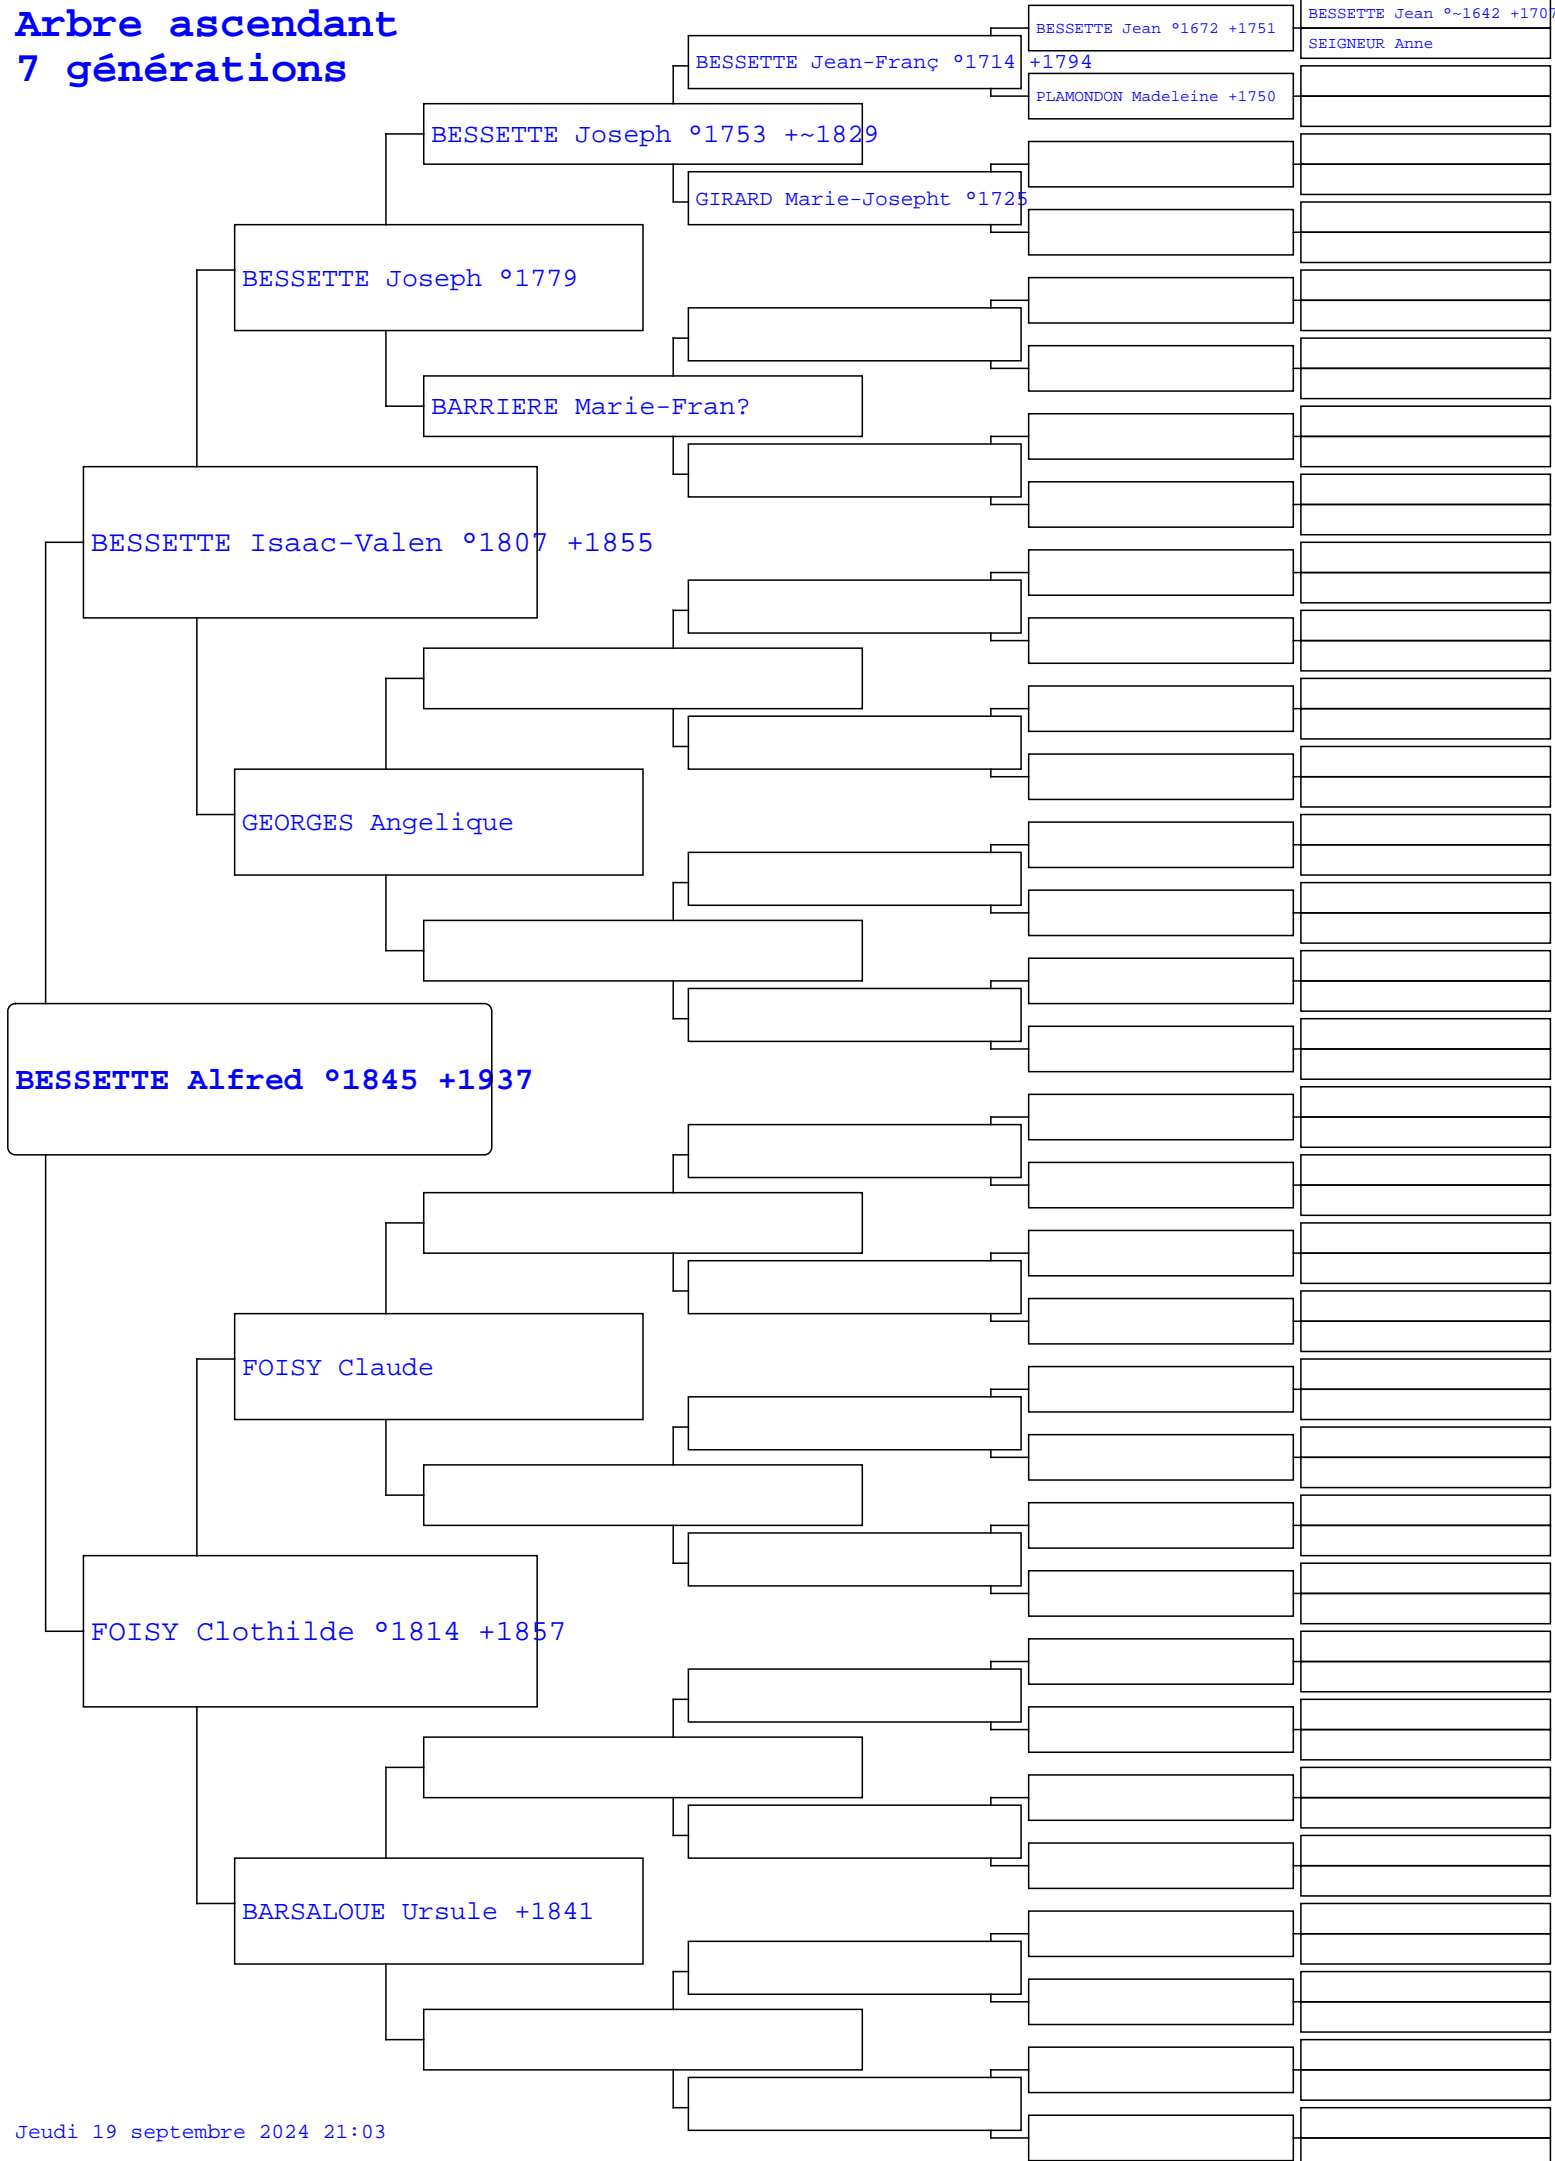 Arbre ascendant
7 générations
BESSETTE Jean °~1642 +1707
SEIGNEUR Anne
BESSETTE Jean °1672 +1751
BESSETTE Jean-Franç °1714 +1794
PLAMONDON Madeleine +1750
BESSETTE Joseph °1753 +~1829
GIRARD Marie-Josepht °1725
BESSETTE Joseph °1779
BARRIERE Marie-Fran?
BESSETTE Isaac-Valen °1807 +1855
GEORGES Angelique
BESSETTE Alfred °1845 +1937
FOISY Claude
FOISY Clothilde °1814 +1857
BARSALOUE Ursule +1841
Jeudi 19 septembre 2024 21:03